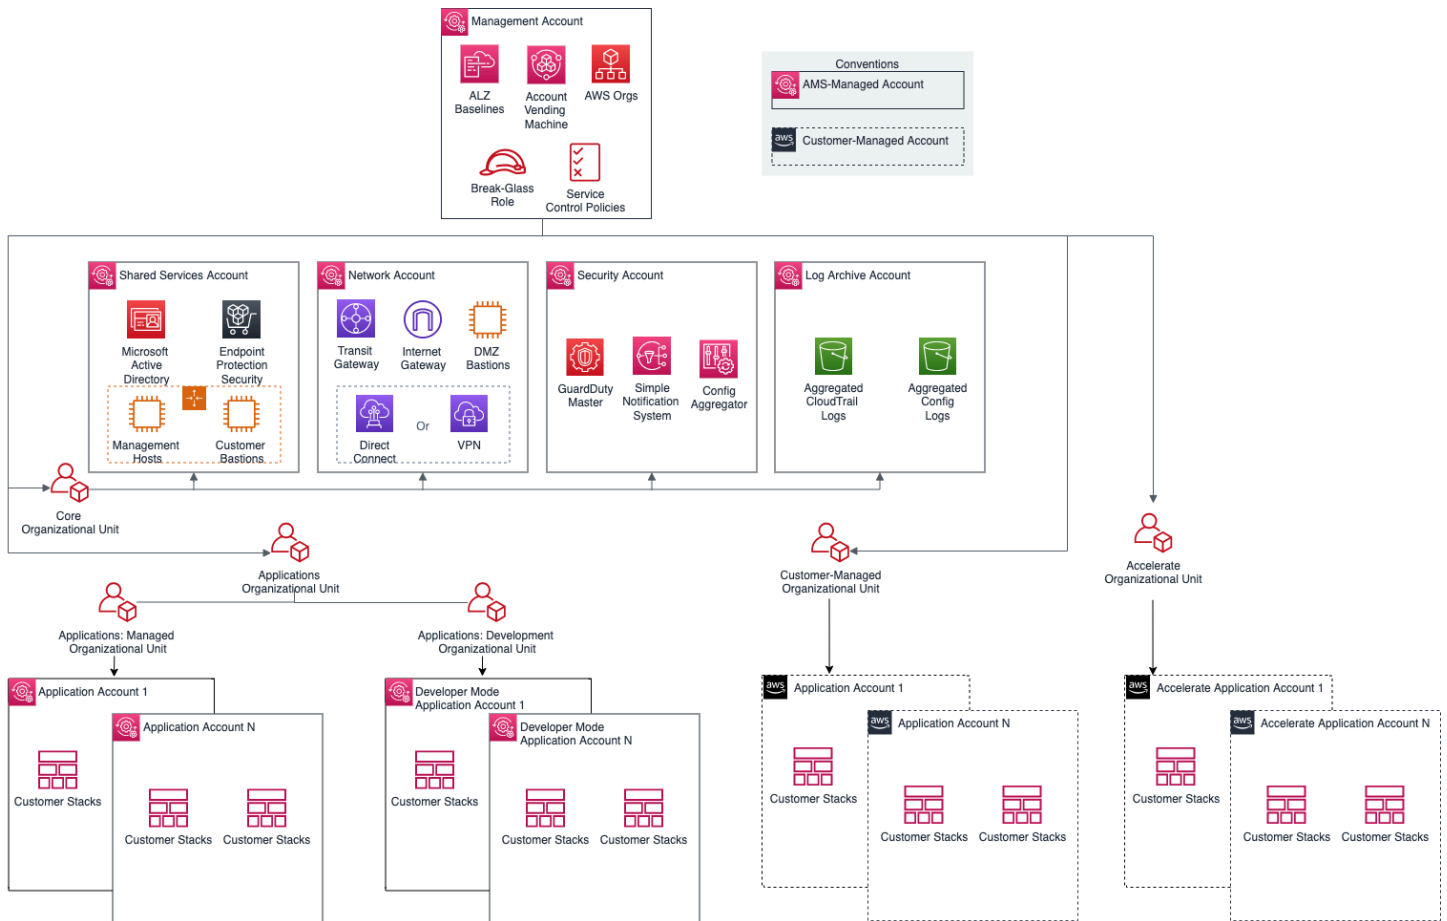 Management Account
ALZ
Baselines
Account
Vending
Machine
AWS Orgs
Break-Glass
Role
Service
Control Policies
Conventions
AMS-Managed Account
aws
Customer-Managed Account
Shared Services Account
Microsoft
Active
Directory
Endpoint
Protection
Security
Management
Hosts
Customer
Bastions
Network Account
Transit
Gateway
Internet
Gateway
DMZ
Bastions
Direct
Connect
Or
VPN
Security Account
GuardDuty
Master
Simple
Notification
System
Config
Aggregator
Log Archive Account
Aggregated
CloudTrail
Logs
Aggregated
Config
Logs
Core
Organizational Unit
Applications
Organizational Unit
Customer-Managed
Organizational Unit
Accelerate
Organizational Unit
Applications: Managed
Organizational Unit
Applications: Development
Organizational Unit
Application Account 1
Customer Stacks
Application Account N
Customer Stacks
Customer Stacks
Developer Mode
Application Account 1
Customer Stacks
Developer Mode
Application Account N
Customer Stacks
Customer Stacks
aws
Application Account 1
Customer Stacks
aws
Application Account N
Customer Stacks
Customer Stacks
aws
Accelerate Application Account 1
Customer Stacks
aws
Accelerate Application Account N
Customer Stacks
Customer Stacks